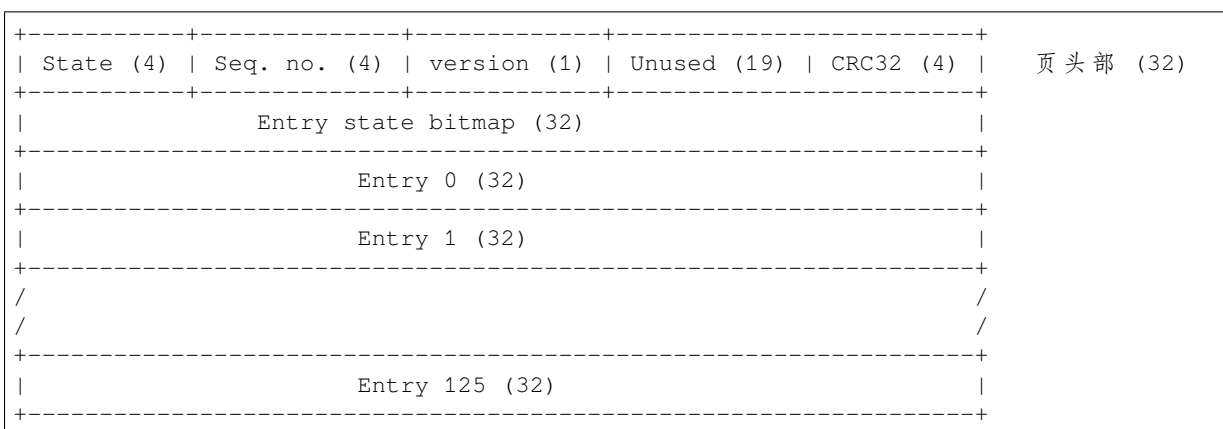 +-----------+--------------+-------------+-------------------------+
| State (4) | Seq. no. (4) | version (1) | Unused (19) | CRC32 (4) | 页头部 (32)
+-----------+--------------+-------------+-------------------------+
| Entry state bitmap (32) |
+------------------------------------------------------------------+
| Entry 0 (32) |
+------------------------------------------------------------------+
| Entry 1 (32) |
+------------------------------------------------------------------+
/ /
/ /
+------------------------------------------------------------------+
| Entry 125 (32) |
+------------------------------------------------------------------+